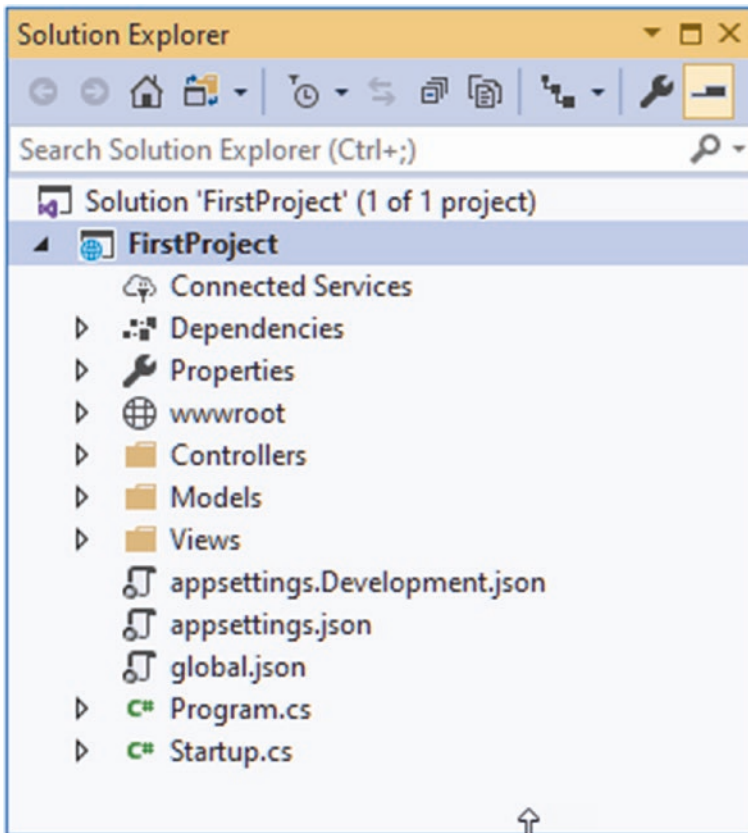 Solution Explorer
Search Solution Explorer (Ctrl+;)
Solution 'FirstProject' (1 of 1 project)
FirstProject
Connected Services
Dependencies
Properties
wwwroot
Controllers
Models
Views
appsettings.Development.json
appsettings.json
global.json
C# Program.cs
C# Startup.cs